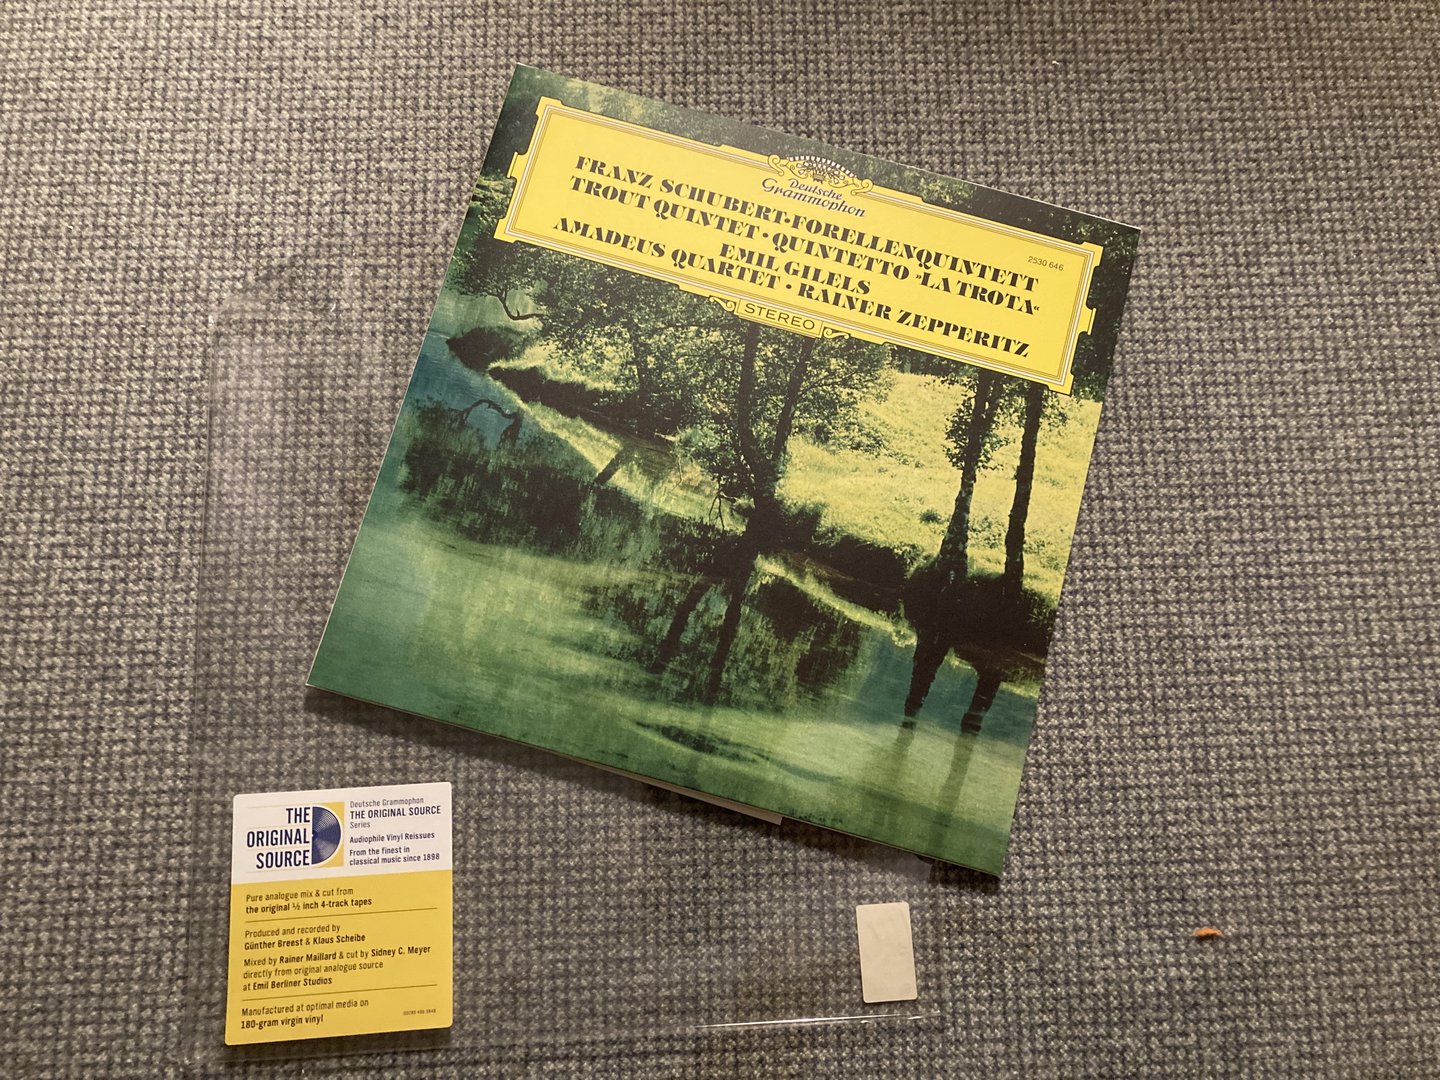 Deutsche
Grammophon
FRANZ SCHUBERT·FORELLENQUINTETT
TROUT QUINTET · QUINTETTO »LA TROTA«
EMIL GILELS
AMADEUS QUARTET · RAINER ZEPPERITZ
2530 646
STEREO
THE
ORIGINAL
SOURCE
Deutsche Grammophon
THE ORIGINAL SOURCE
Series
Audiophile Vinyl Reissues
From the finest in
classical music since 1898
Pure analogue mix & cut from
the original ½ inch 4-track tapes
Produced and recorded by
Günther Breest & Klaus Scheibe
Mixed by Rainer Maillard & cut by Sidney C. Meyer
directly from original analogue source
at Emil Berliner Studios
Manufactured at optimal media on
180-gram virgin vinyl